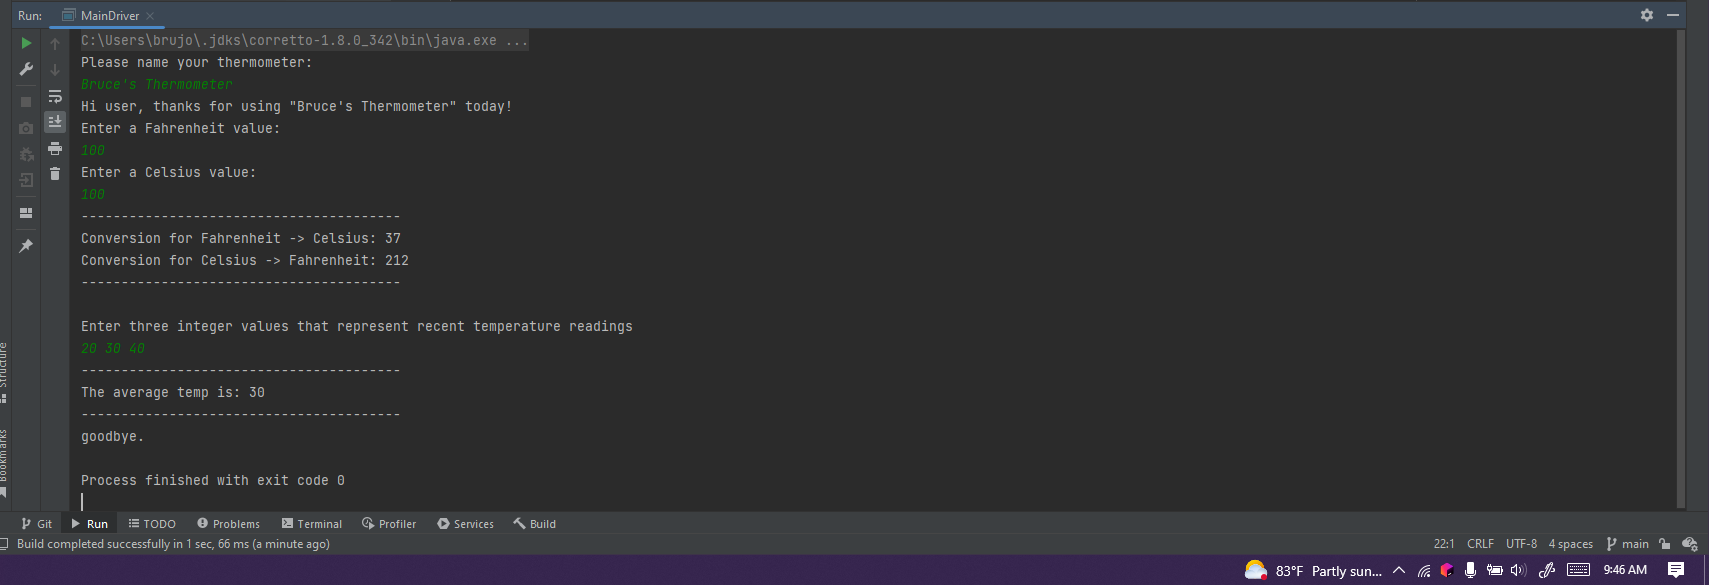 Run: MainDriver
C:\Users\brujo\.jdks\corretto-1.8.0_342\bin\java.exe ...
Please name your thermometer:
Bruce's Thermometer
Hi user, thanks for using "Bruce's Thermometer" today!
Enter a Fahrenheit value:
100
Enter a Celsius value:
100
----------------------------------------
Conversion for Fahrenheit -> Celsius: 37
Conversion for Celsius -> Fahrenheit: 212
----------------------------------------
Enter three integer values that represent recent temperature readings
20 30 40
----------------------------------------
The average temp is: 30
----------------------------------------
goodbye.
Process finished with exit code 0
Structure
Bookmarks
Git Run TODO Problems Terminal Profiler Services Build
Build completed successfully in 1 sec, 66 ms (a minute ago) 22:1 CRLF UTF-8 4 spaces main
83°F Partly sun... 9:46 AM